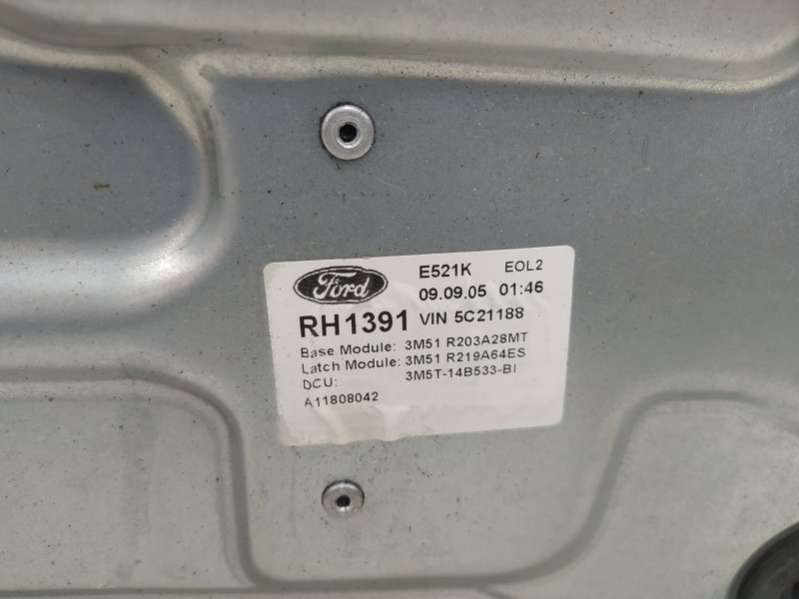 Ford
E521K EOL2
09.09.05 01:46
RH1391 VIN 5C21188
Base Module: 3M51 R203A28MT
Latch Module: 3M51 R219A64ES
DCU: 3M5T-14B533-BI
A11808042